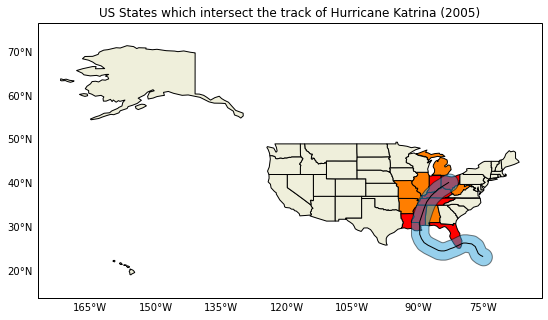 US States which intersect the track of Hurricane Katrina (2005)
70°N
60°N
50°N
40°N
30°N
20°N
165°W 150°W 135°W 120°W 105°W 90°W 75°W